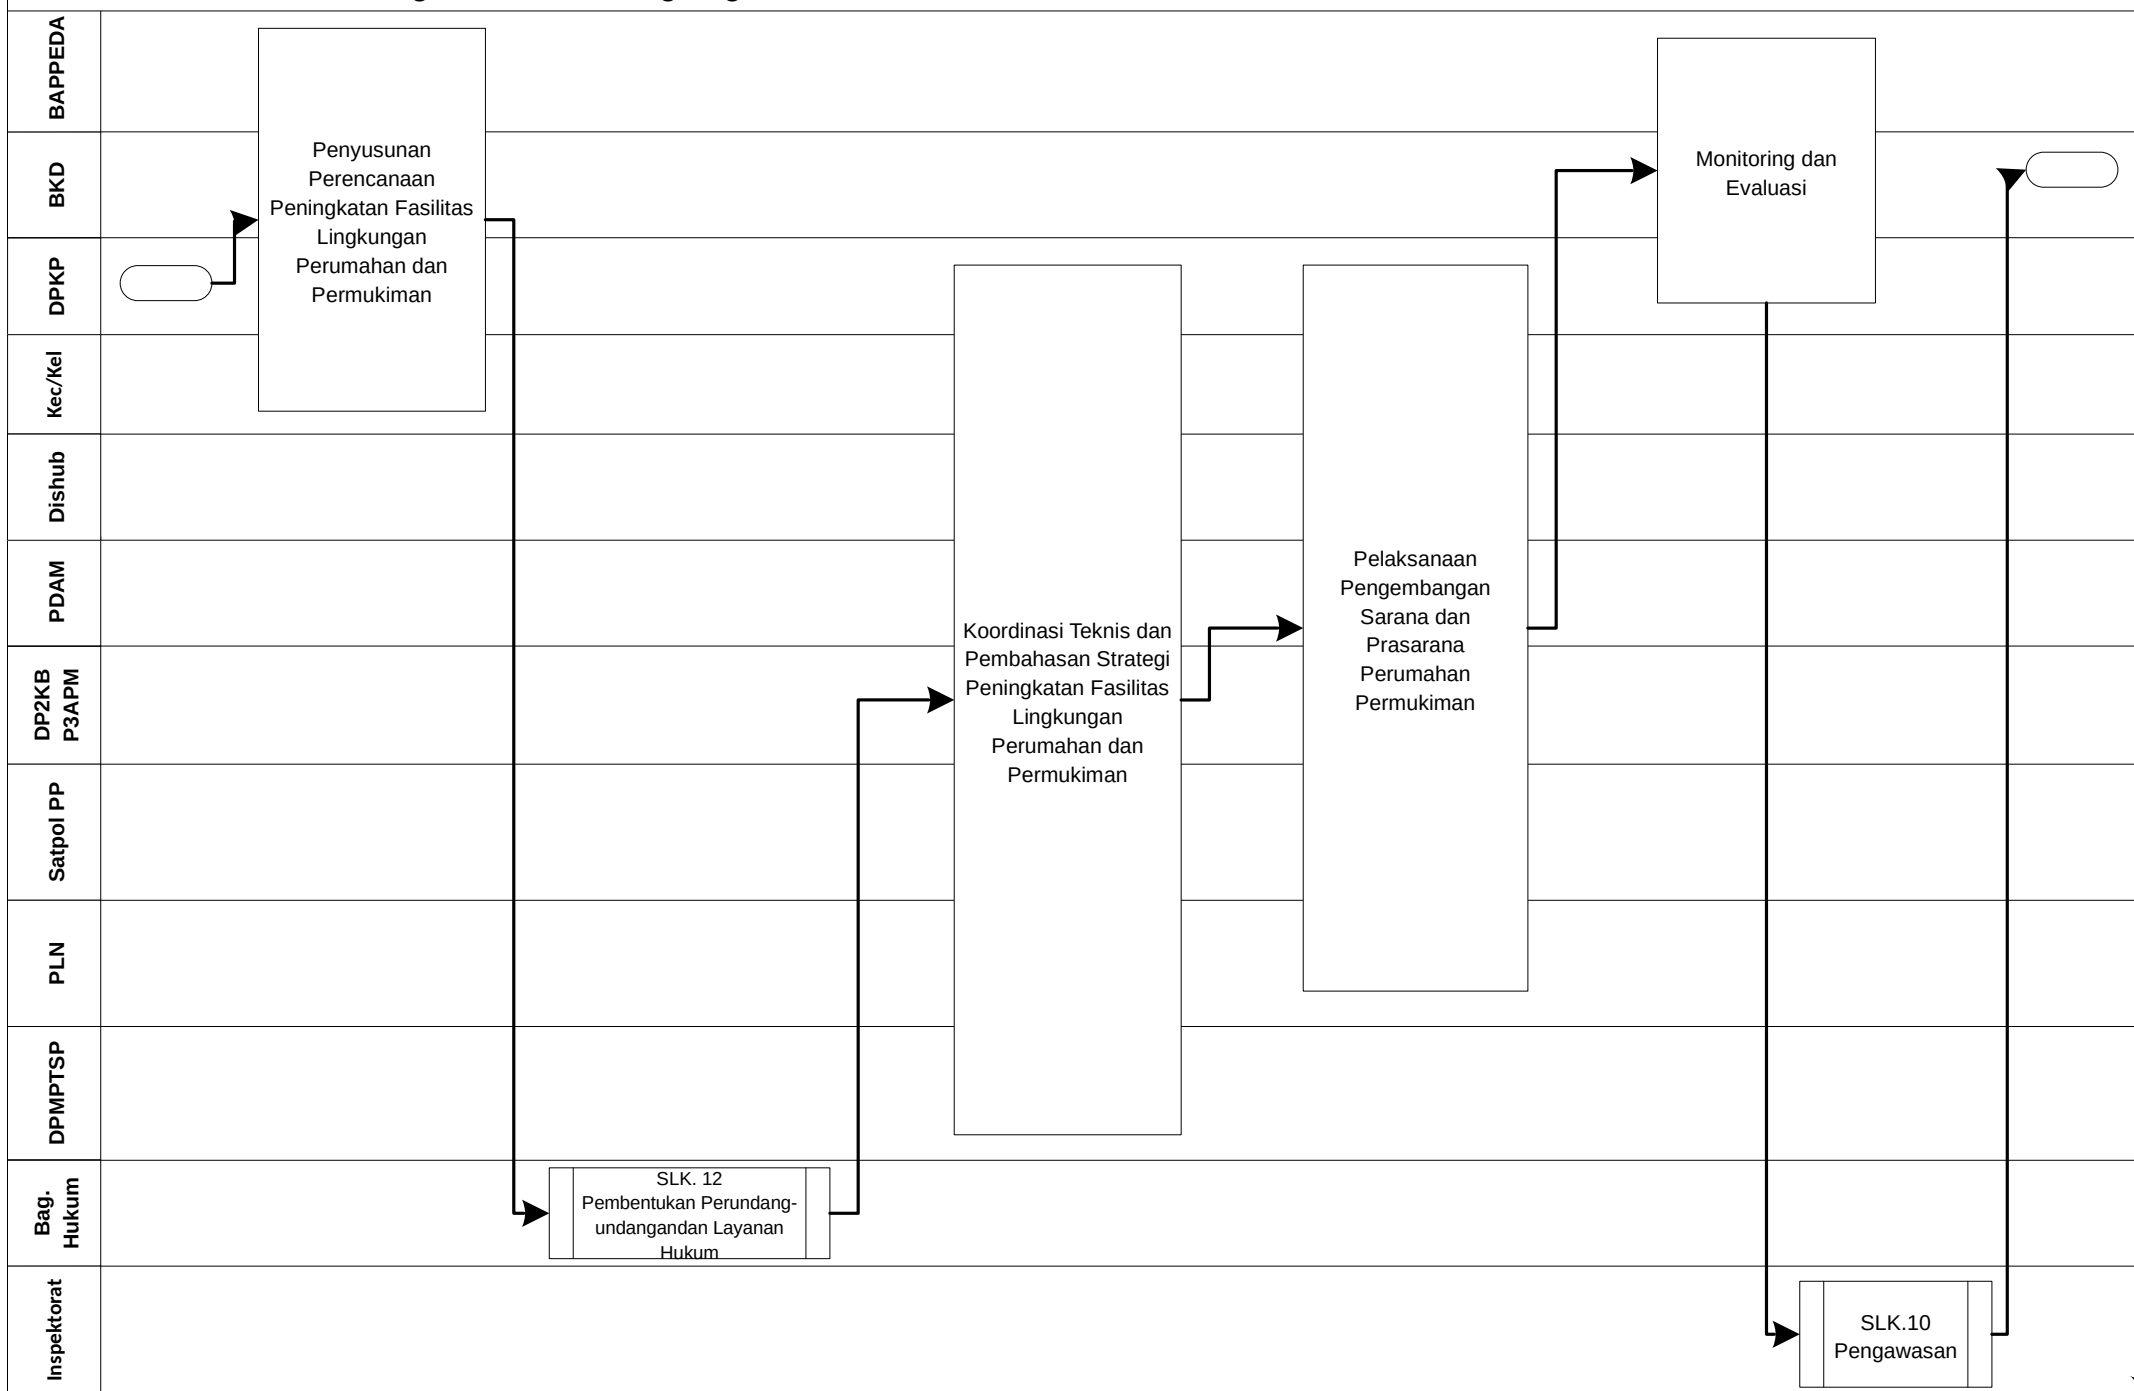 BAPPEDA
BKD
DPKP
Kec/Kel
Dishub
PDAM
DP2KB
P3APM
Satpol PP
PLN
DPMPTSP
Bag.
Hukum
Inspektorat
Penyusunan
Perencanaan
Peningkatan Fasilitas
Lingkungan
Perumahan dan
Permukiman
SLK. 12
Pembentukan Perundang-
undangandan Layanan
Hukum
Koordinasi Teknis dan
Pembahasan Strategi
Peningkatan Fasilitas
Lingkungan
Perumahan dan
Permukiman
Pelaksanaan
Pengembangan
Sarana dan
Prasarana
Perumahan
Permukiman
Monitoring dan
Evaluasi
SLK.10
Pengawasan